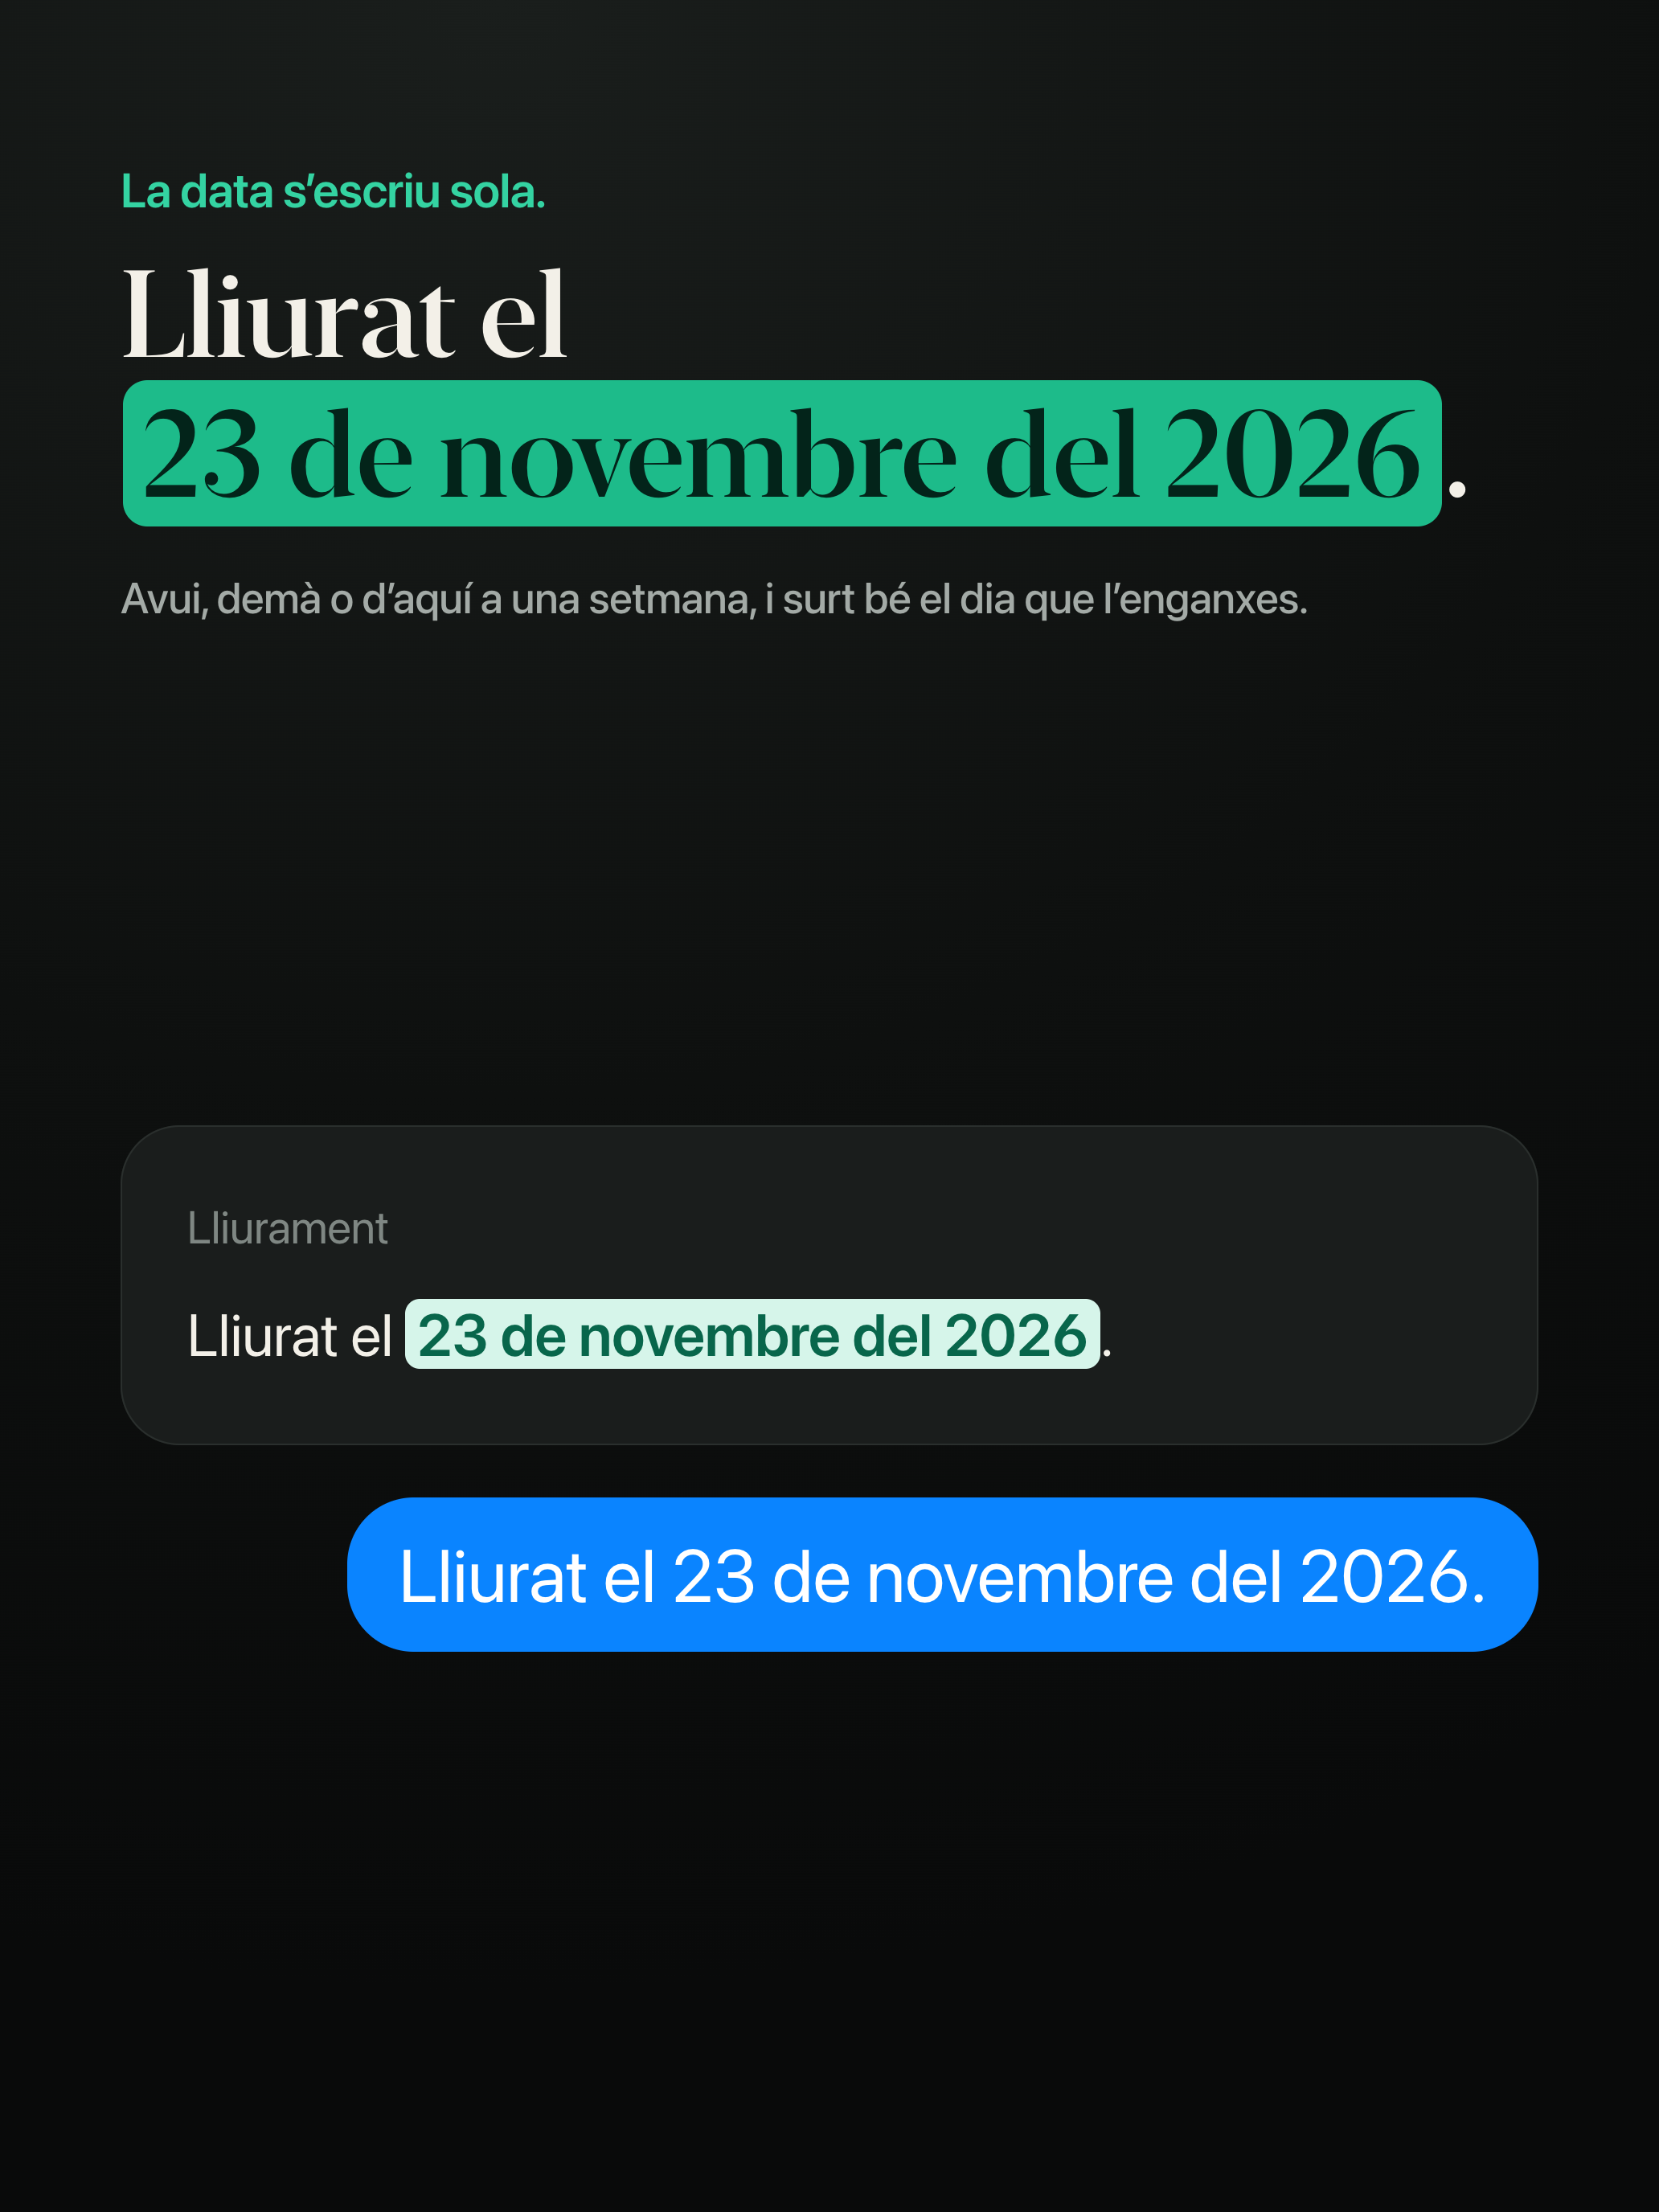 La data s’escriu sola.
Lliurat el
23 de novembre del 2026.
Avui, demà o d’aquí a una setmana, i surt bé el dia que l’enganxes.
Lliurament
Lliurat el 23 de novembre del 2026.
Lliurat el 23 de novembre del 2026.